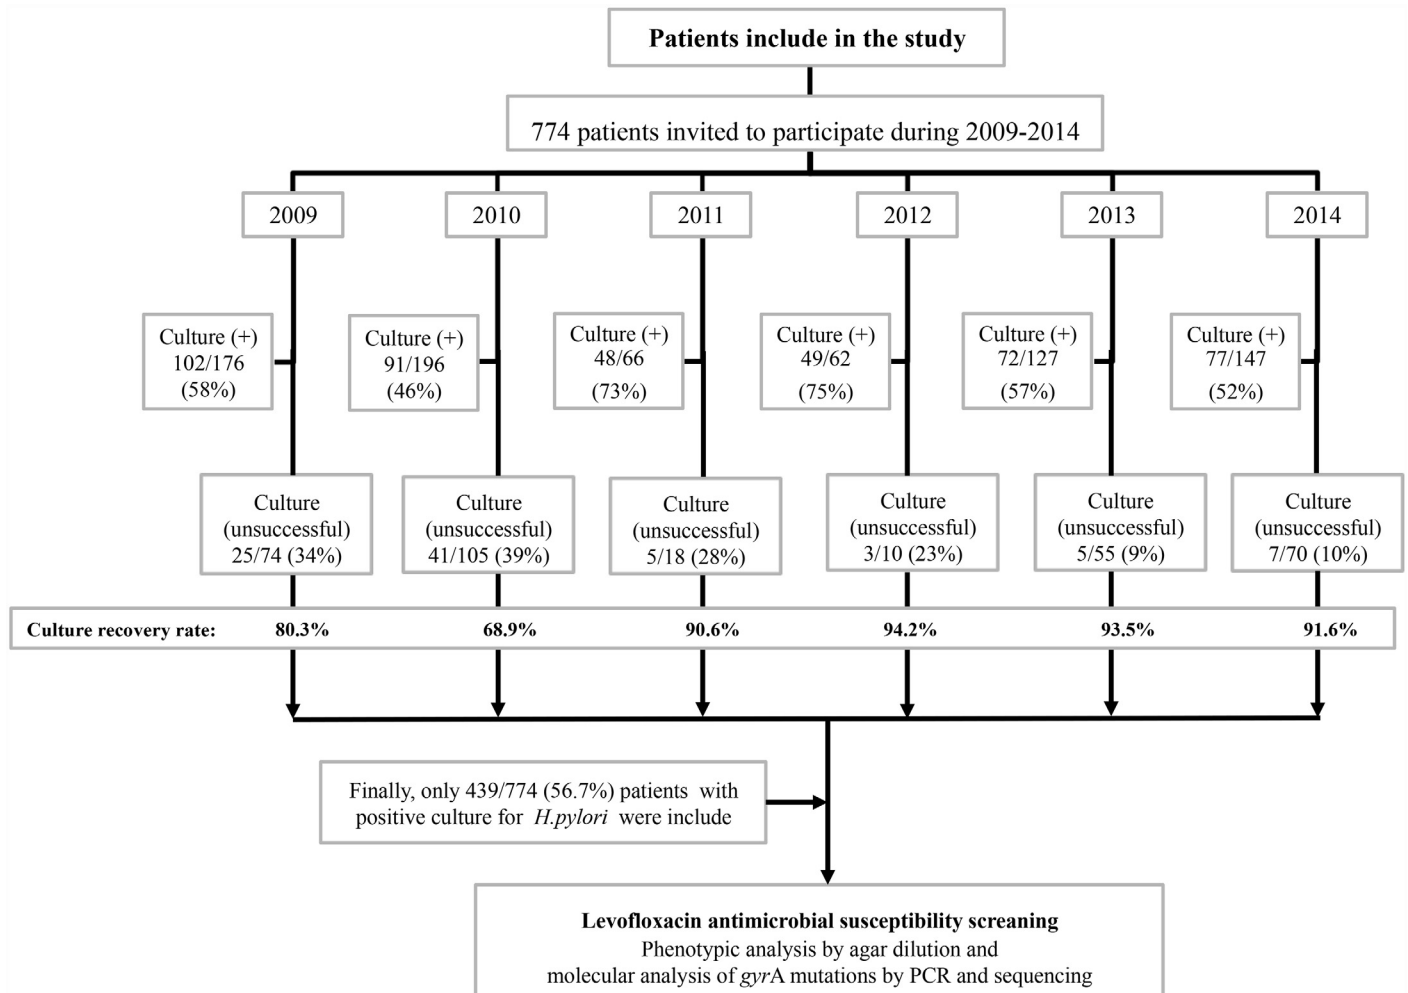 Patients include in the study
774 patients invited to participate during 2009-2014
2009
2010
2011
2012
2013
2014
Culture (+)
102/176
(58%)
Culture (+)
91/196
(46%)
Culture (+)
48/66
(73%)
Culture (+)
49/62
(75%)
Culture (+)
72/127
(57%)
Culture (+)
77/147
(52%)
Culture
(unsuccessful)
25/74 (34%)
Culture
(unsuccessful)
41/105 (39%)
Culture
(unsuccessful)
5/18 (28%)
Culture
(unsuccessful)
3/10 (23%)
Culture
(unsuccessful)
5/55 (9%)
Culture
(unsuccessful)
7/70 (10%)
Culture recovery rate: 80.3% 68.9% 90.6% 94.2% 93.5% 91.6%
Finally, only 439/774 (56.7%) patients with
positive culture for H.pylori were include
Levofloxacin antimicrobial susceptibility screaning
Phenotypic analysis by agar dilution and
molecular analysis of gyrA mutations by PCR and sequencing